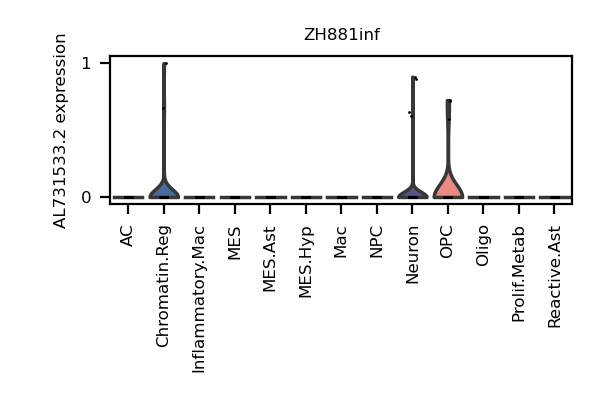 ZH881inf
AL731533.2 expression
1
0
AC
Chromatin.Reg
Inflammatory.Mac
MES
MES.Ast
MES.Hyp
Mac
NPC
Neuron
OPC
Oligo
Prolif.Metab
Reactive.Ast